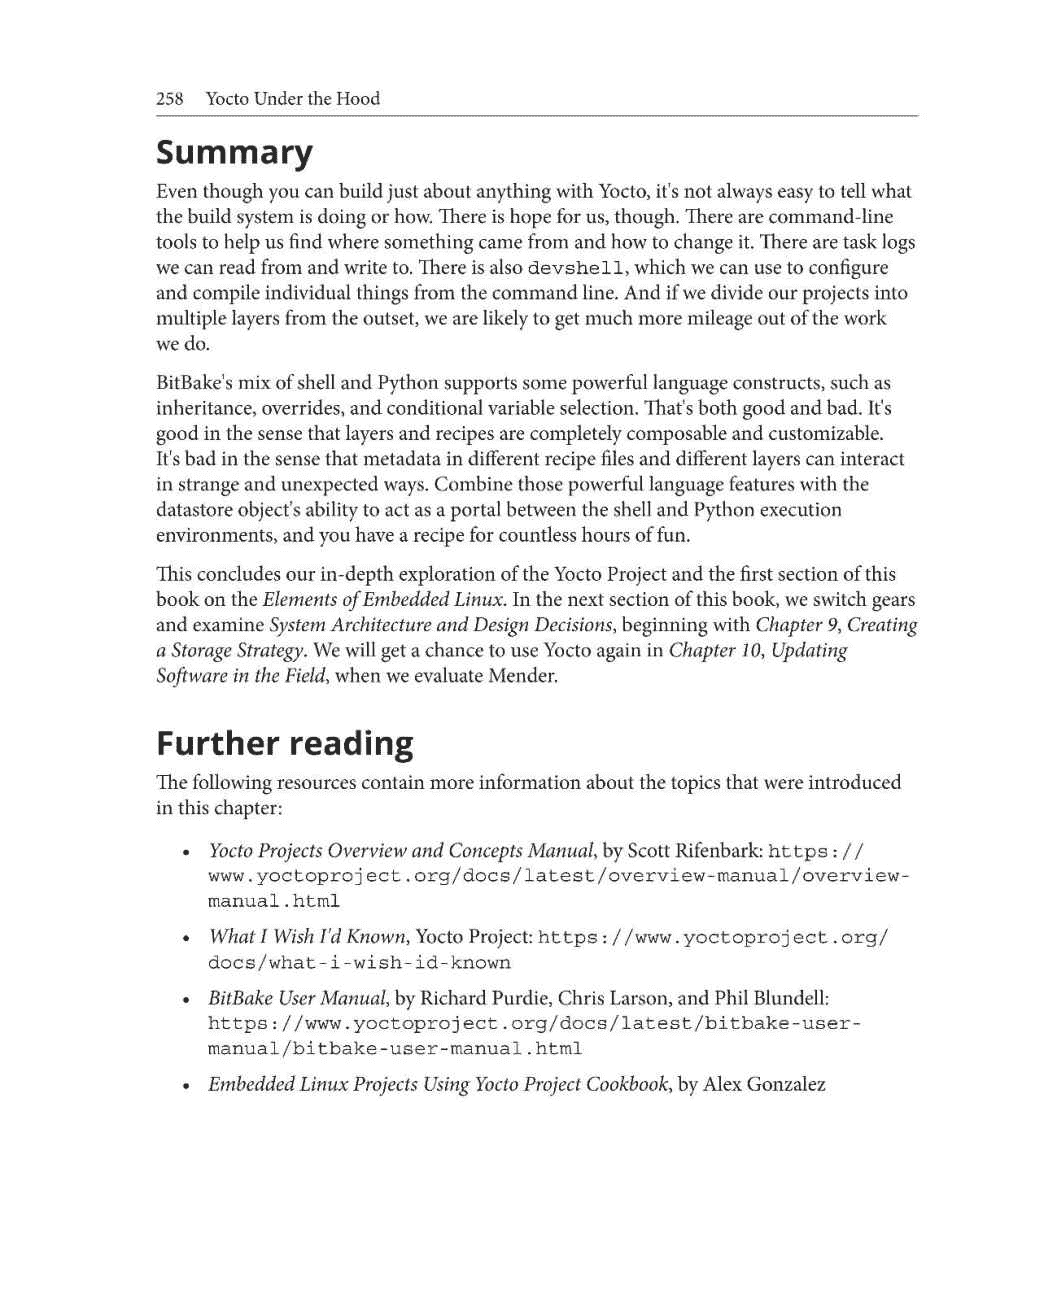 258 Yocto Under the Hood
Summary
Even though you can build just about anything with Yocto, it's not always easy to tell what
the build system is doing or how. There is hope for us, though. There are command-line
tools to help us find where something came from and how to change it. There are task logs
we can read from and write to. There is also devshell, which we can use to configure
and compile individual things from the command line. And if we divide our projects into
multiple layers from the outset, we are likely to get much more mileage out of the work
we do.
BitBake's mix of shell and Python supports some powerful language constructs, such as
inheritance, overrides, and conditional variable selection. That's both good and bad. It's
good in the sense that layers and recipes are completely composable and customizable.
It's bad in the sense that metadata in different recipe files and different layers can interact
in strange and unexpected ways. Combine those powerful language features with the
datastore object's ability to act as a portal between the shell and Python execution
environments, and you have a recipe for countless hours of fun.
This concludes our in-depth exploration of the Yocto Project and the first section of this
book on the Elements of Embedded Linux. In the next section of this book, we switch gears
and examine System Architecture and Design Decisions, beginning with Chapter 9, Creating
a Storage Strategy. We will get a chance to use Yocto again in Chapter 10, Updating
Software in the Field, when we evaluate Mender.
Further reading
The following resources contain more information about the topics that were introduced
in this chapter:
• Yocto Projects Overview and Concepts Manual, by Scott Rifenbark: https://
www.yoctoproject.org/docs/latest/overview-manual/overview-
manual.html
• What I Wish I'd Known, Yocto Project: https://www.yoctoproject.org/
docs/what-i-wish-id-known
• BitBake User Manual, by Richard Purdie, Chris Larson, and Phil Blundell:
https://www.yoctoproject.org/docs/latest/bitbake-user-
manual/bitbake-user-manual.html
• Embedded Linux Projects Using Yocto Project Cookbook, by Alex Gonzalez